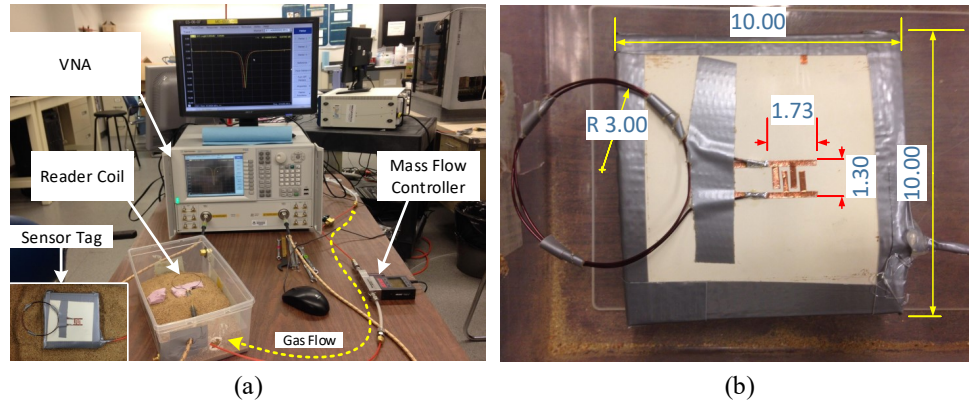 VNA
Reader Coil
Sensor Tag
Mass Flow
Controller
Gas Flow
10.00
R 3.00
1.73
1.30
10.00
(a)
(b)